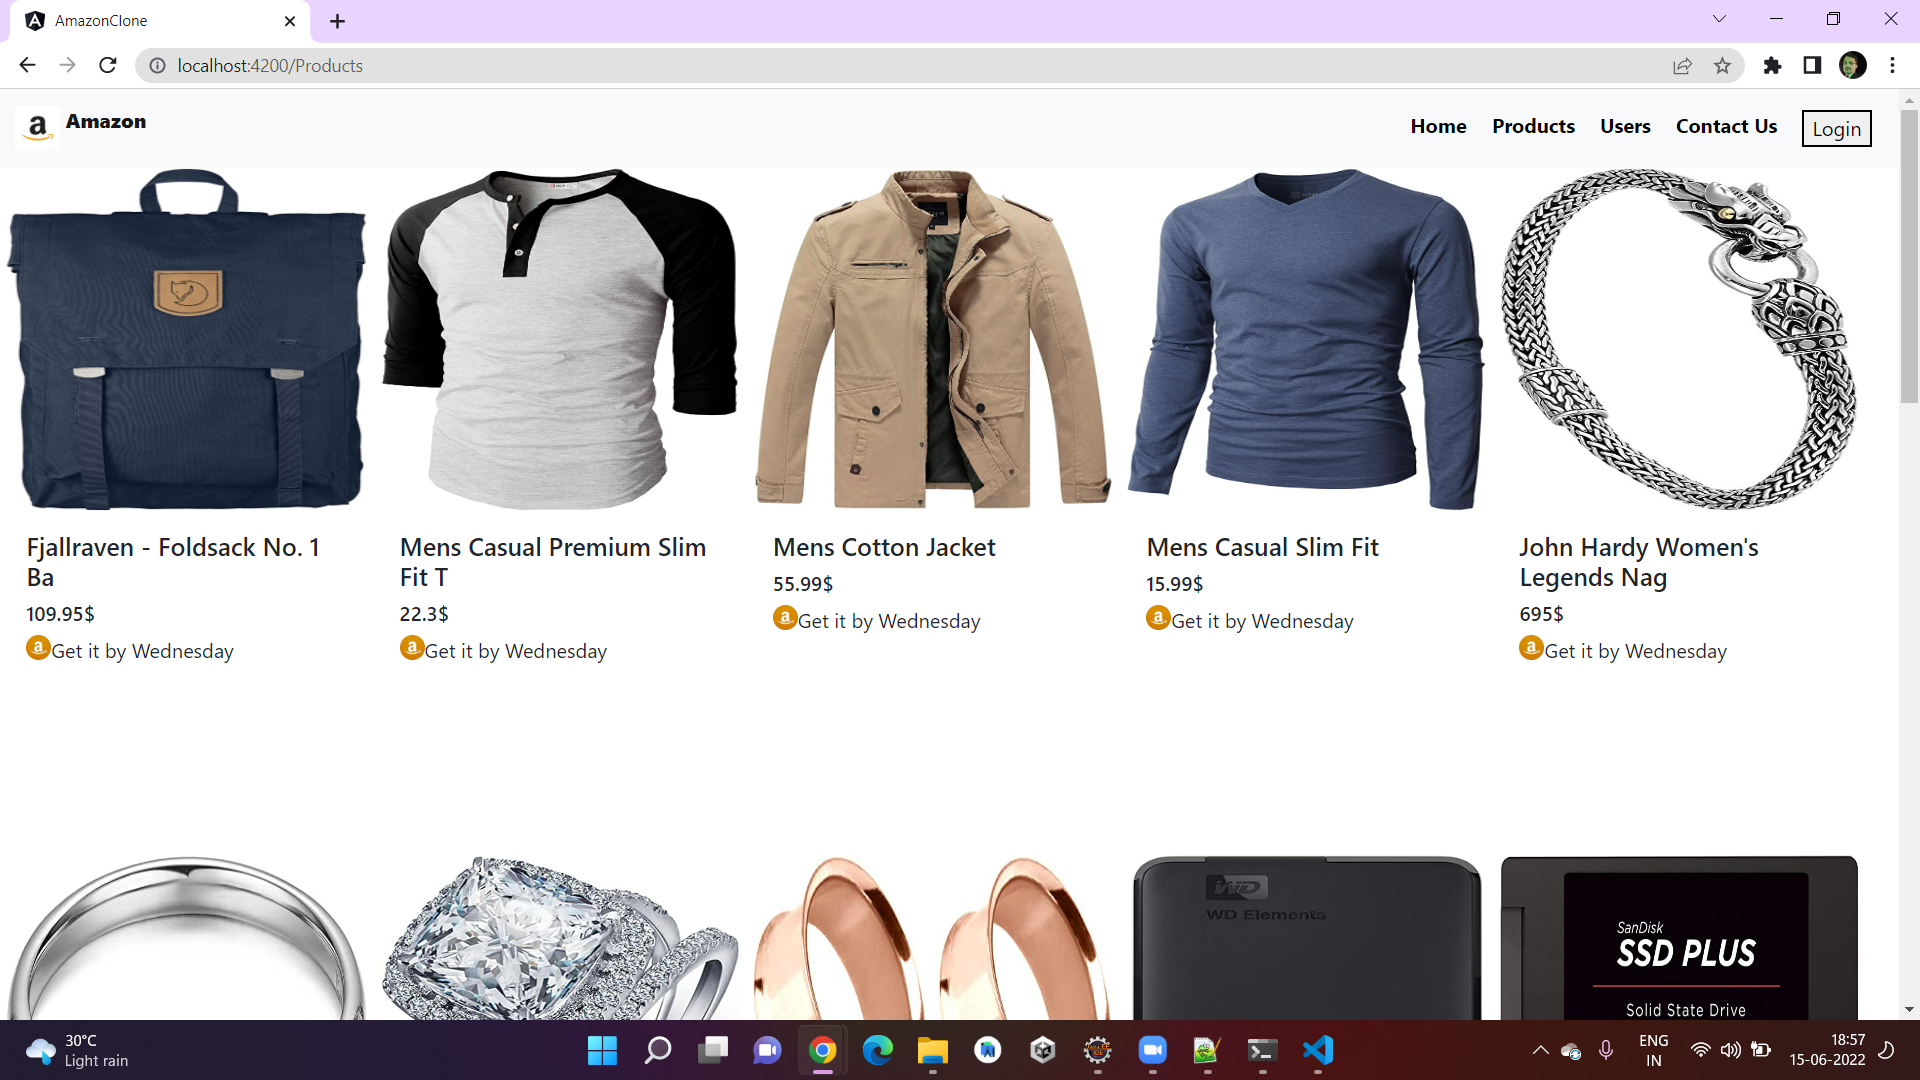 AmazonClone
localhost:4200/Products
a Amazon
Home Products Users Contact Us Login
Fjallraven - Foldsack No. 1
Ba
109.95$
Get it by Wednesday
Mens Casual Premium Slim
Fit T
22.3$
Get it by Wednesday
Mens Cotton Jacket
55.99$
Get it by Wednesday
Mens Casual Slim Fit
15.99$
Get it by Wednesday
John Hardy Women's
Legends Nag
695$
Get it by Wednesday
WD
WD Elements
SanDisk
SSD PLUS
Solid State Drive
30°C
Light rain
ENG
IN
18:57
15-06-2022